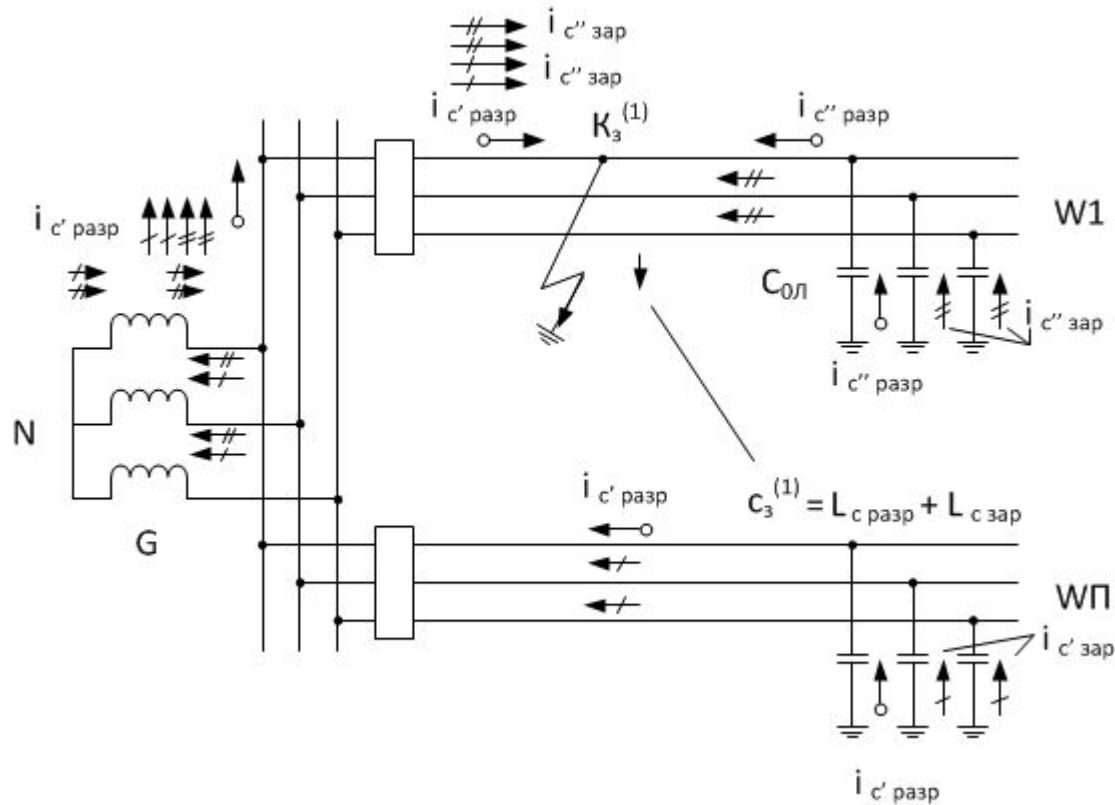 i c'' зар
i c'' зар
i c' разр
K з (1)
i c'' разр
W1
i c' разр
C 0Л
i c'' зар
i c'' разр
N
i c' разр
c з (1) = L c разр + L c зар
G
WП
i c' зар
i c' разр